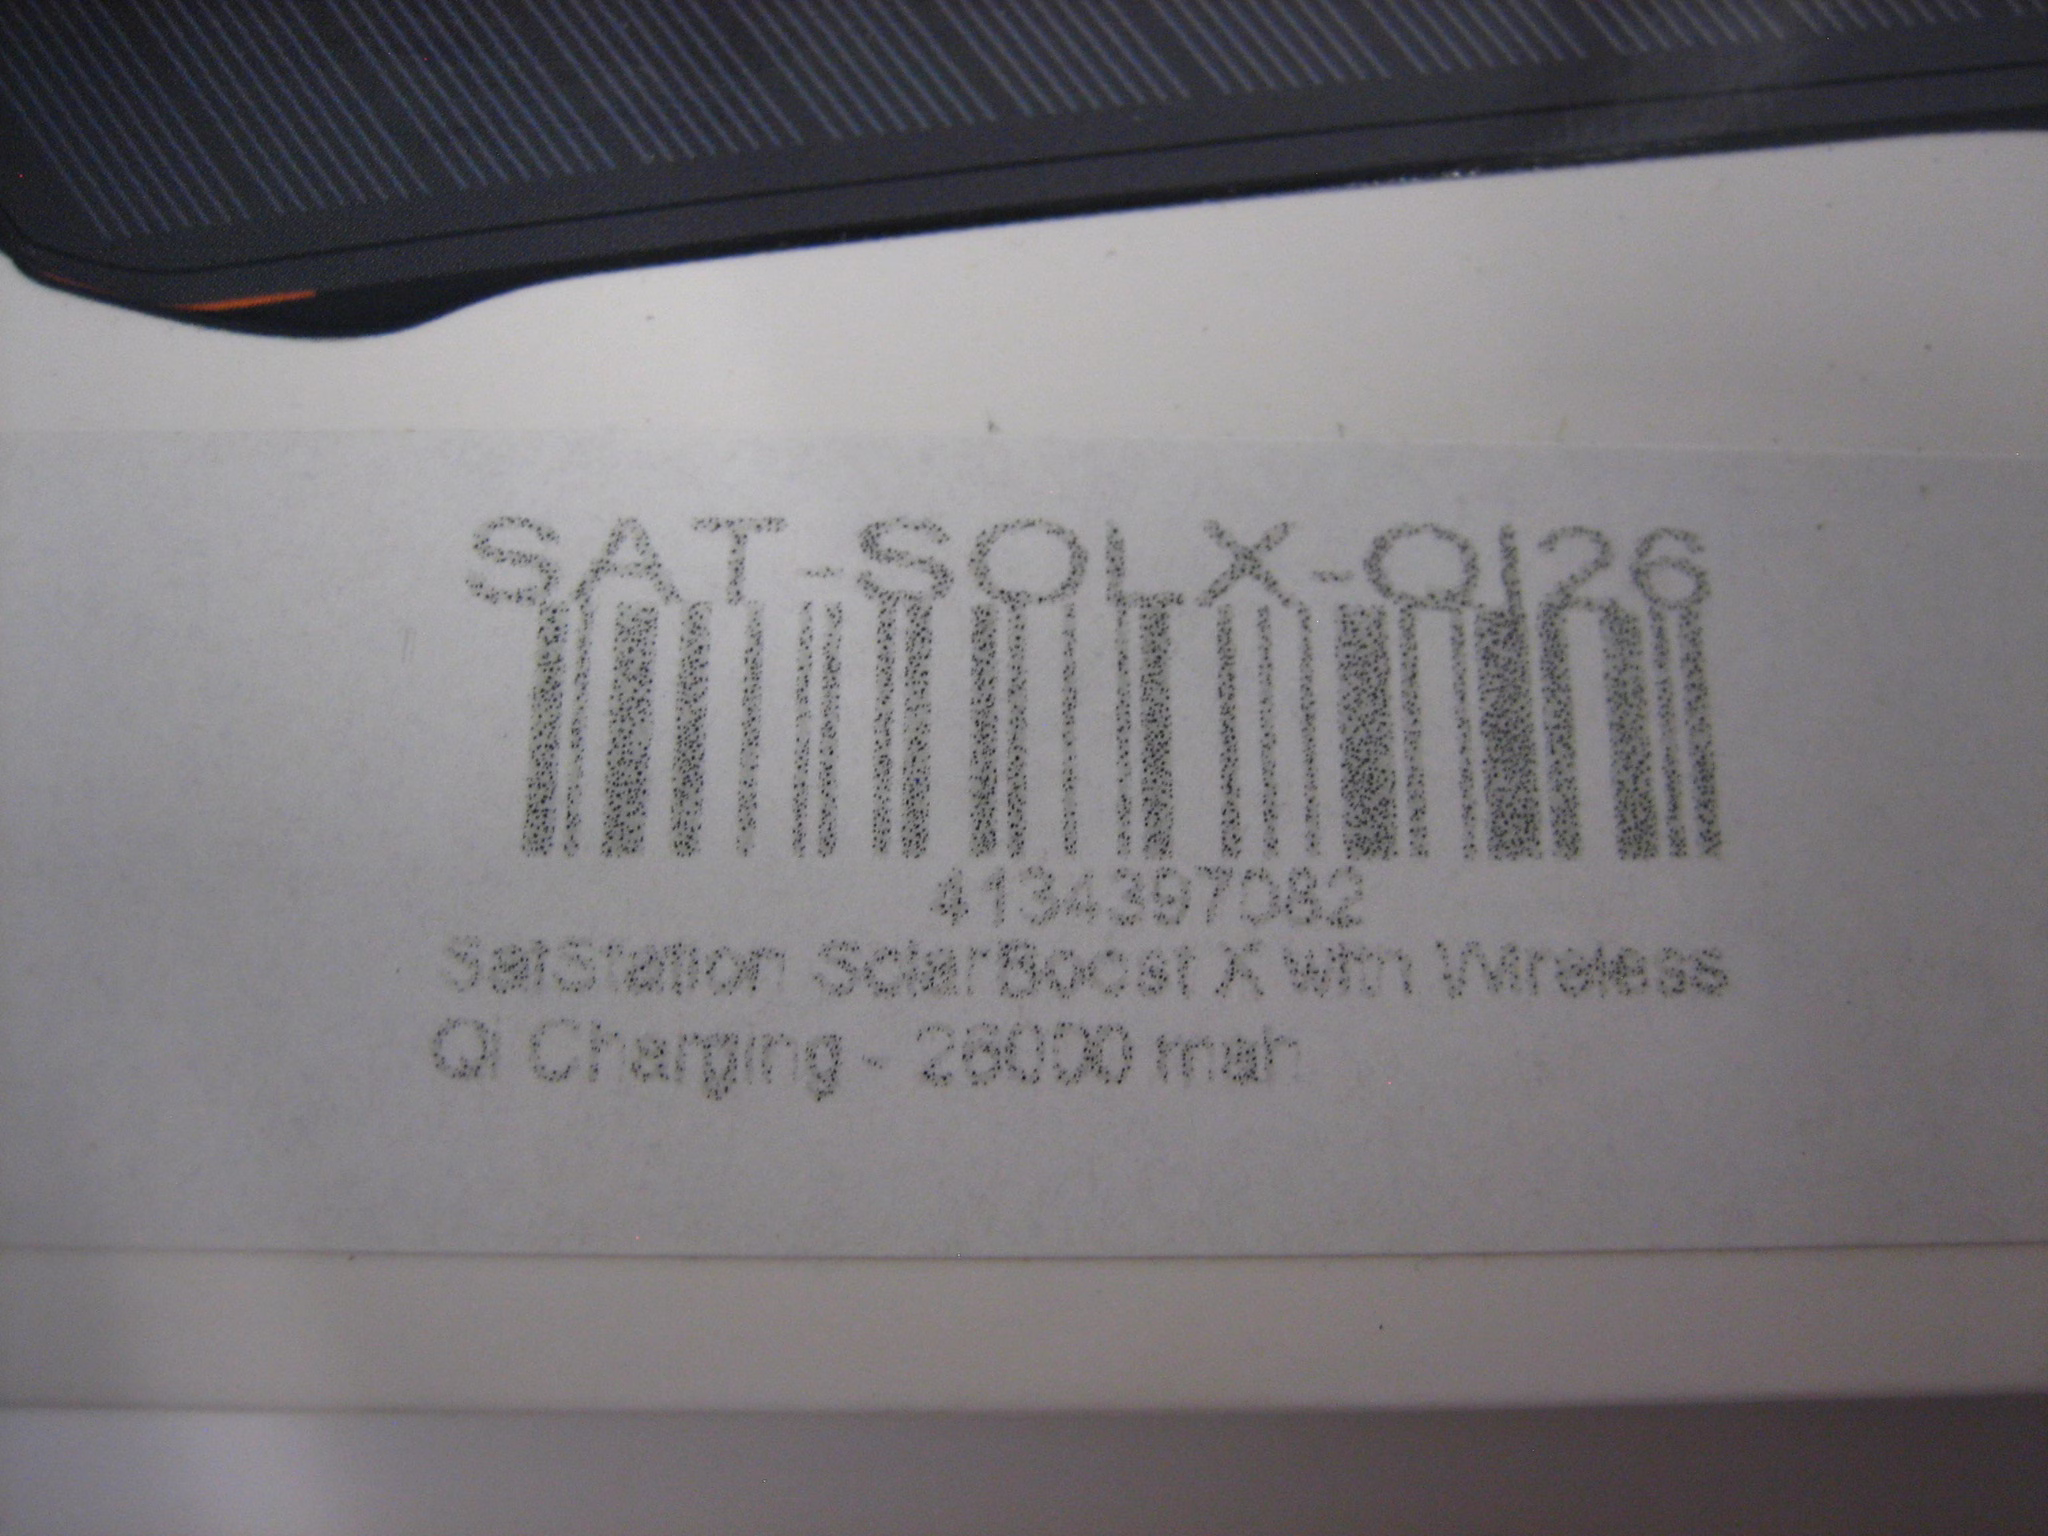 SAT-SOLX-QI26
4134397082
SatStation SolarBoost X with Wireless
Qi Charging - 26000 mah